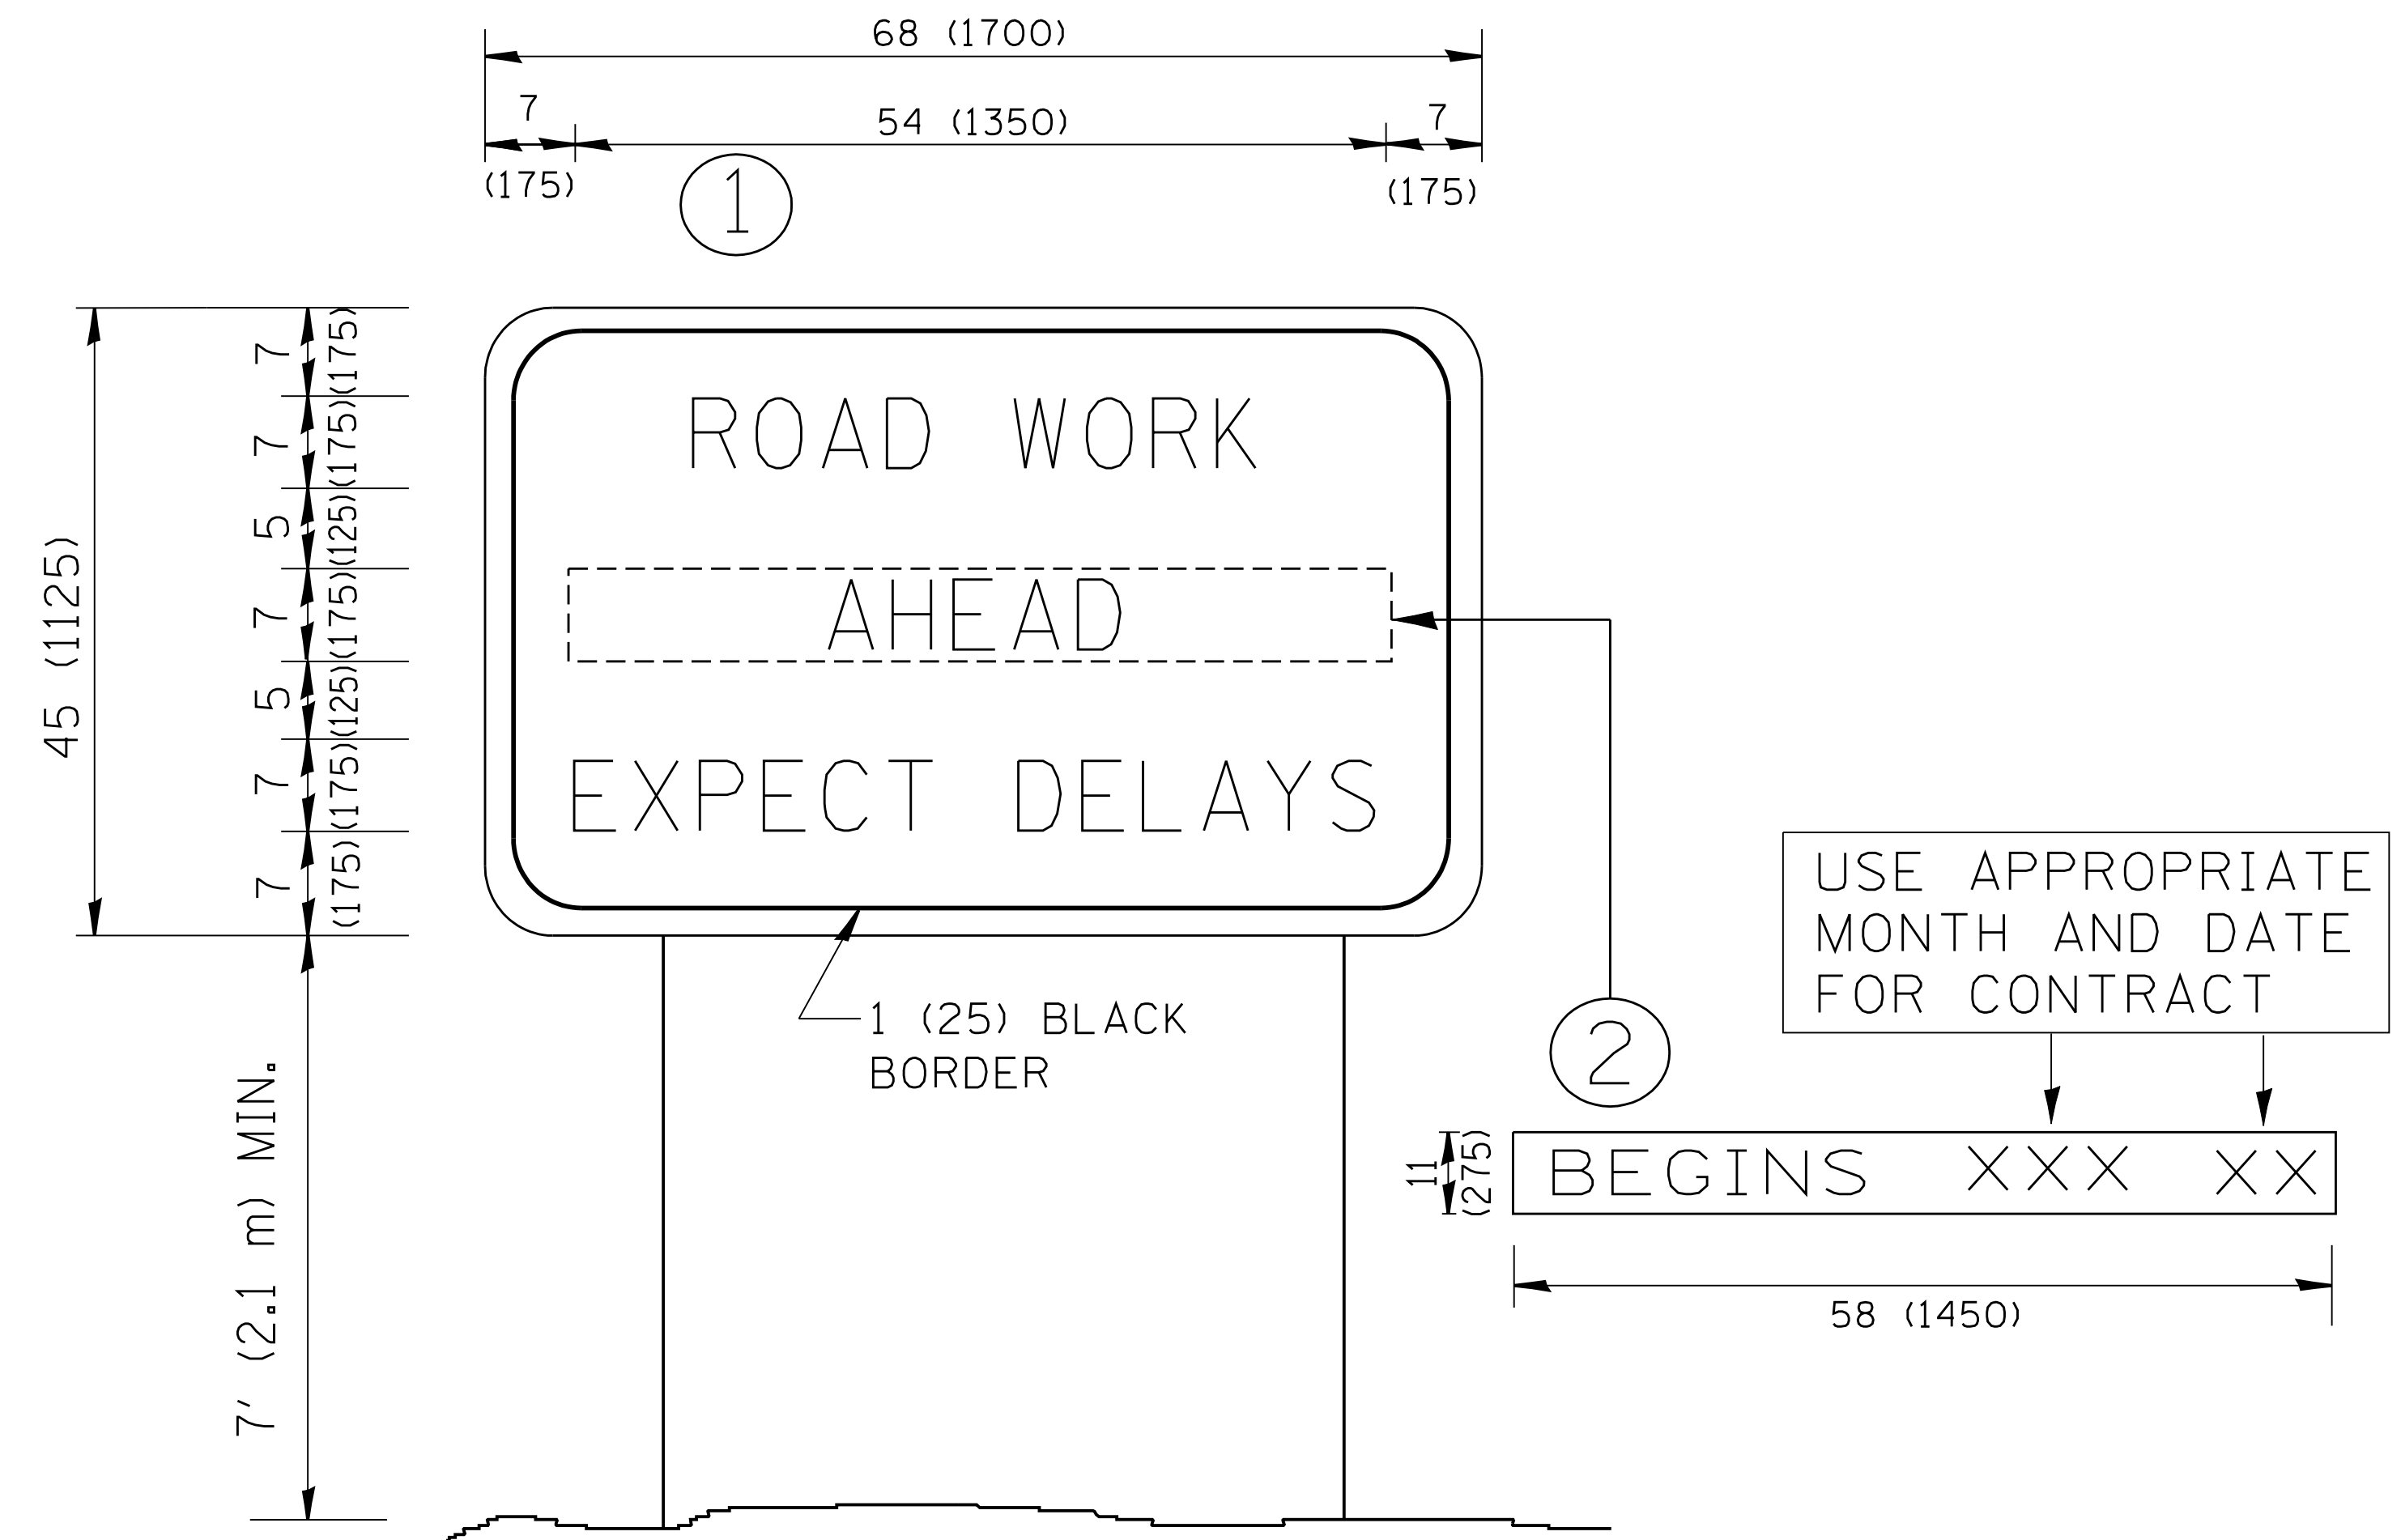 68 (1700)
7
54 (1350)
7
(175)
(175)
1
7
(175)
7
(175)
5
(125)
7
(175)
5
(125)
7
(175)
7
(175)
45 (1125)
7' (2.1 m) MIN.
ROAD WORK
AHEAD
EXPECT DELAYS
1 (25) BLACK
BORDER
2
USE APPROPRIATE
MONTH AND DATE
FOR CONTRACT
11
(275)
BEGINS XXX XX
58 (1450)